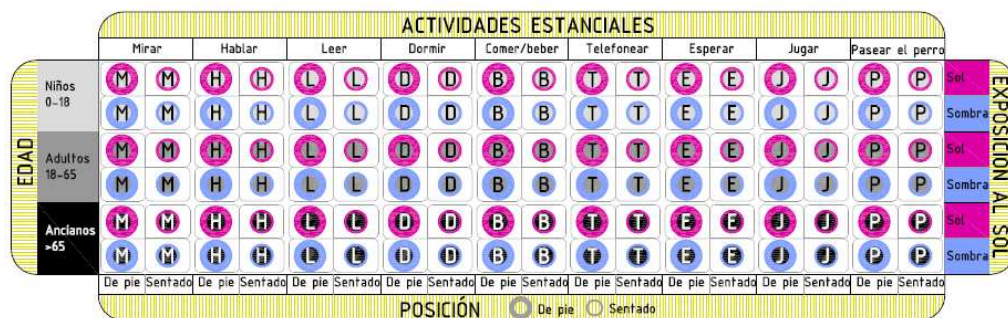 ACTIVIDADES ESTANCIALES
Mirar Hablar Leer Dormir Comer/beber Telefonear Esperar Jugar Pasear el perro
EDAD
EXPOSICIÓN AL SOL
Niños
0-18
M M H H L L D D B B T T E E J J P P Sol
M M H H L L D D B B T T E E J J P P Sombra
Adultos
18-65
M M H H L L D D B B T T E E J J P P Sol
M M H H L L D D B B T T E E J J P P Sombra
Ancianos
>65
M M H H L L D D B B T T E E J J P P Sol
M M H H L L D D B B T T E E J J P P Sombra
De pie Sentado De pie Sentado De pie Sentado De pie Sentado De pie Sentado De pie Sentado De pie Sentado De pie Sentado De pie Sentado
POSICIÓN De pie Sentado